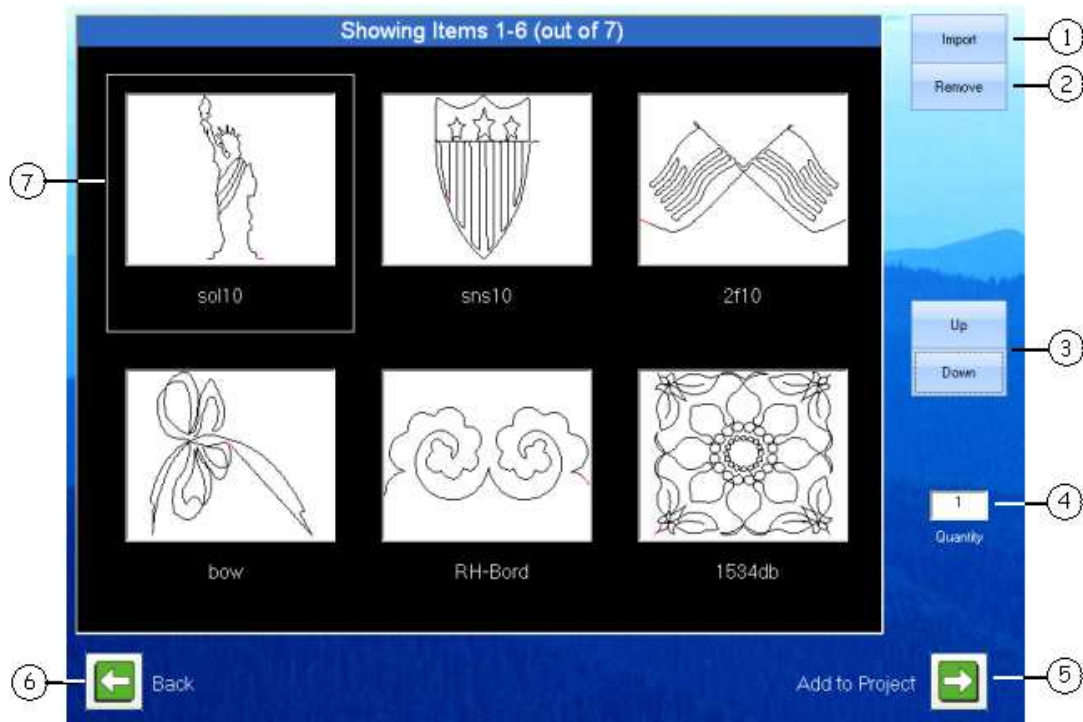 Showing Items 1-6 (out of 7)
Import
1
Remove
2
7
sol10
sns10
2f10
Up
3
Down
1
4
Quantity
bow
RH-Bord
1534db
6
Back
Add to Project
5